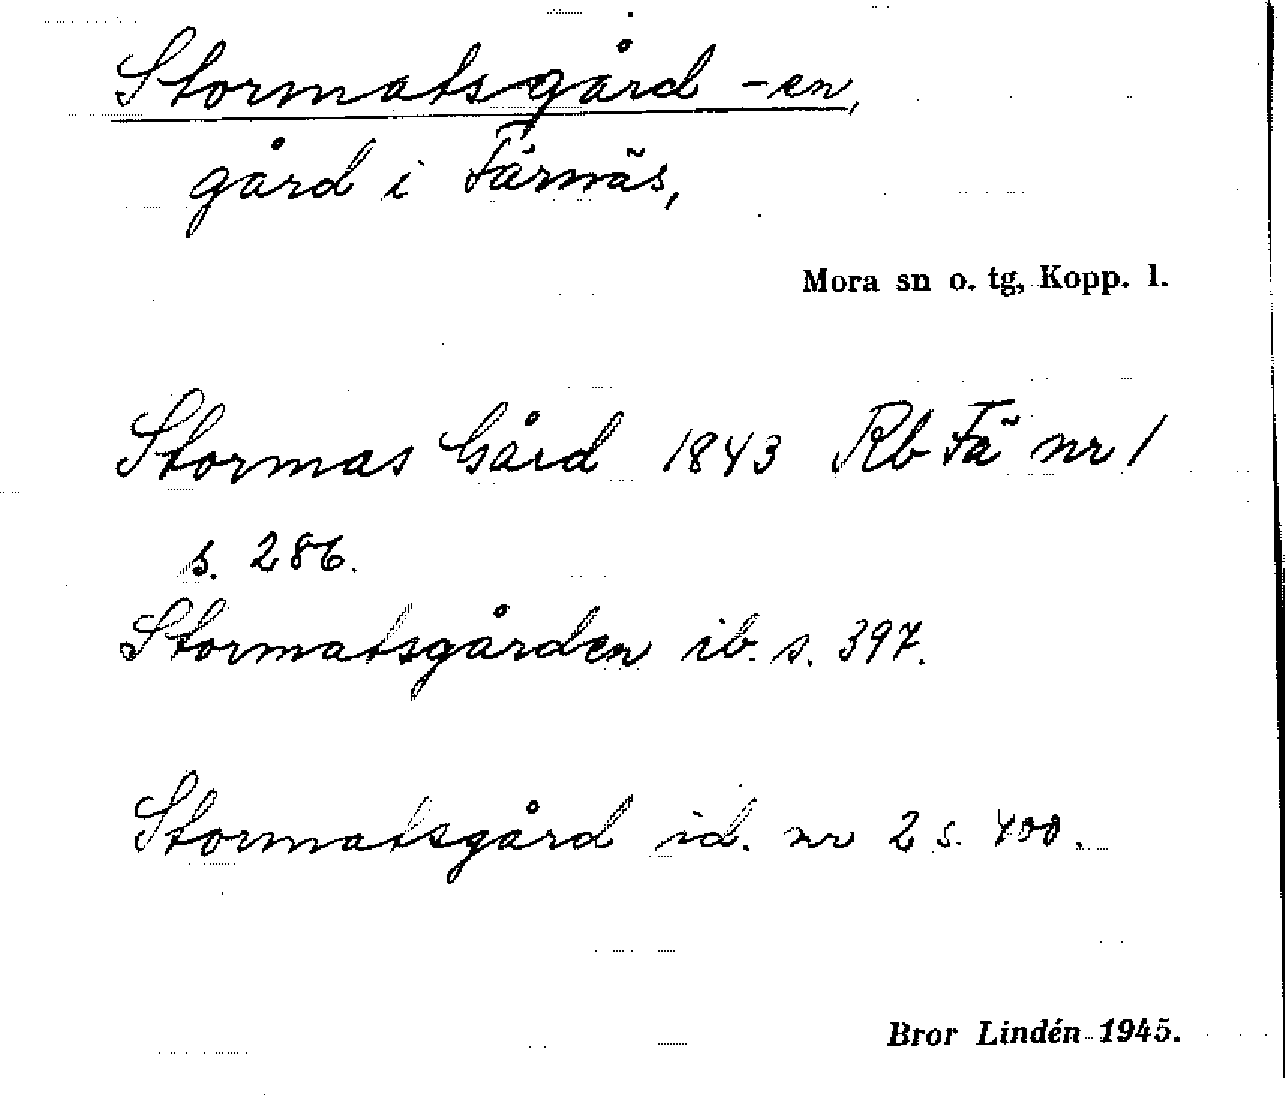 Stormatsgård -en,
gård i Färnäs,
Mora sn o. tg, Kopp. l.
Stormas Gård 1843 Rb Fä nr 1
s. 286.
Stormatsgården ib. s. 397.
Stormatsgård id. nr 2 s. 400.
Bror Lindén 1945.